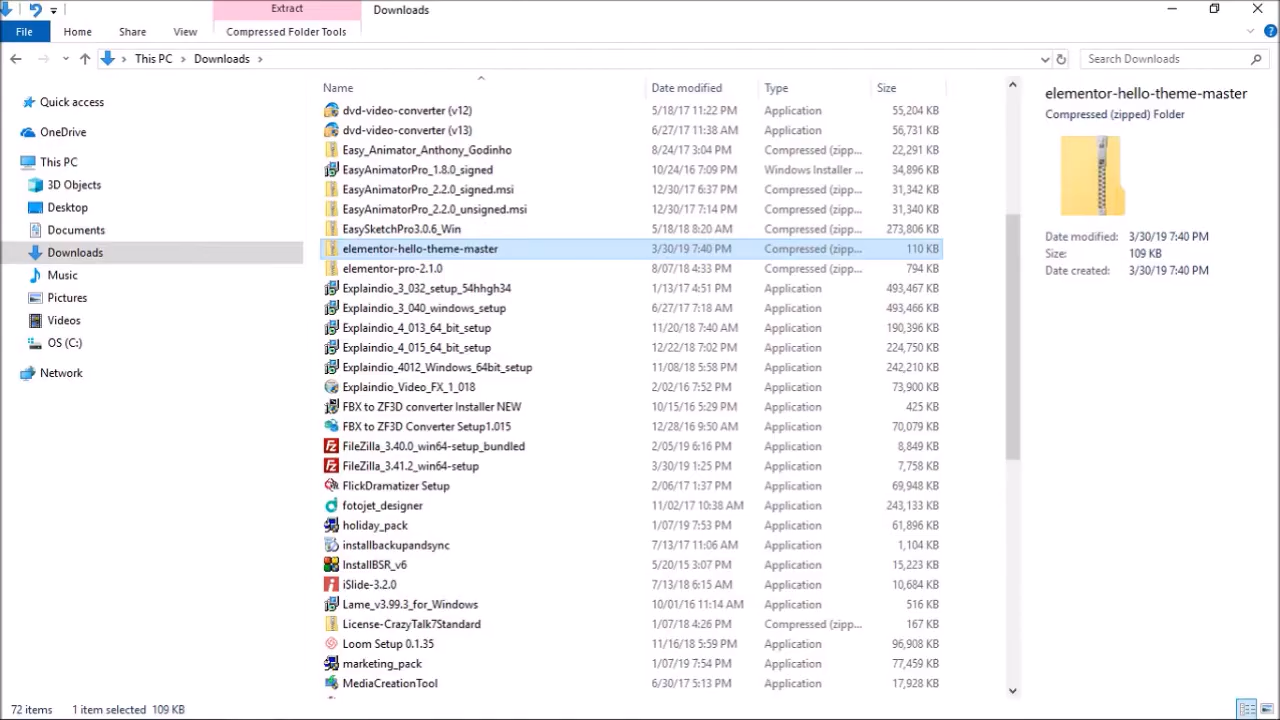 Extract
Downloads
File Home Share View Compressed Folder Tools
This PC Downloads
Search Downloads
Quick access
OneDrive
This PC
3D Objects
Desktop
Documents
Downloads
Music
Pictures
Videos
OS (C:)
Network
Name Date modified Type Size
dvd-video-converter (v12) 5/18/17 11:22 PM Application 55,204 KB
dvd-video-converter (v13) 6/27/17 11:38 AM Application 56,731 KB
Easy_Animator_Anthony_Godinho 8/24/17 3:04 PM Compressed (zipp... 22,291 KB
EasyAnimatorPro_1.8.0_signed 10/24/16 7:09 PM Windows Installer ... 34,896 KB
EasyAnimatorPro_2.2.0_signed.msi 12/30/17 6:37 PM Compressed (zipp... 31,342 KB
EasyAnimatorPro_2.2.0_unsigned.msi 12/30/17 7:14 PM Compressed (zipp... 31,340 KB
EasySketchPro3.0.6_Win 5/18/18 8:20 AM Compressed (zipp... 273,806 KB
elementor-hello-theme-master 3/30/19 7:40 PM Compressed (zipp... 110 KB
elementor-pro-2.1.0 8/07/18 4:33 PM Compressed (zipp... 794 KB
Explaindio_3_032_setup_54hhgh34 1/13/17 4:51 PM Application 493,467 KB
Explaindio_3_040_windows_setup 6/27/17 7:18 AM Application 493,466 KB
Explaindio_4_013_64_bit_setup 11/20/18 7:40 AM Application 190,396 KB
Explaindio_4_015_64_bit_setup 12/22/18 7:02 PM Application 224,750 KB
Explaindio_4012_Windows_64bit_setup 11/08/18 5:58 PM Application 242,210 KB
Explaindio_Video_FX_1_018 2/02/16 7:52 PM Application 73,900 KB
FBX to ZF3D converter Installer NEW 10/15/16 5:29 PM Application 425 KB
FBX to ZF3D Converter Setup1.015 12/28/16 9:50 AM Application 70,079 KB
FileZilla_3.40.0_win64-setup_bundled 2/05/19 6:16 PM Application 8,849 KB
FileZilla_3.41.2_win64-setup 3/30/19 1:25 PM Application 7,758 KB
FlickDramatizer Setup 2/06/17 1:37 PM Application 69,948 KB
fotojet_designer 11/02/17 10:38 AM Application 243,133 KB
holiday_pack 1/07/19 7:53 PM Application 61,896 KB
installbackupandsync 7/13/17 11:06 AM Application 1,104 KB
InstallBSR_v6 5/20/15 3:07 PM Application 15,223 KB
iSlide-3.2.0 7/13/18 6:15 AM Application 10,684 KB
Lame_v3.99.3_for_Windows 10/01/16 11:14 AM Application 516 KB
License-CrazyTalk7Standard 1/07/18 4:26 PM Compressed (zipp... 167 KB
Loom Setup 0.1.35 11/16/18 5:59 PM Application 96,908 KB
marketing_pack 1/07/19 7:54 PM Application 77,459 KB
MediaCreationTool 6/30/17 5:13 PM Application 17,928 KB
elementor-hello-theme-master
Compressed (zipped) Folder
Date modified: 3/30/19 7:40 PM
Size: 109 KB
Date created: 3/30/19 7:40 PM
72 items 1 item selected 109 KB